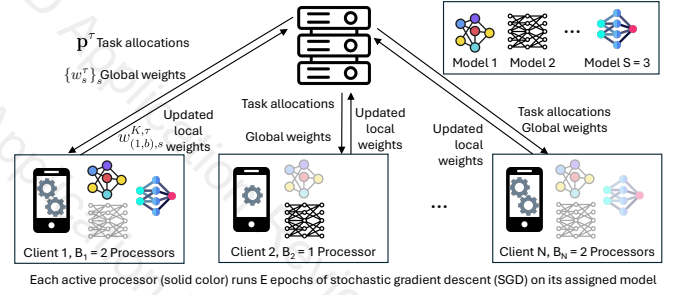 𝐩^τ Task allocations
{w_s^τ}_s Global weights
Model 1 Model 2 ... Model S = 3
Updated
local
weights
w_{(1,b),s}^{K,τ}
Task allocations
Global weights
Updated
local
weights
Updated
local
weights
Task allocations
Global weights
...
Client 1, B₁ = 2 Processors
Client 2, B₂ = 1 Processor
Client N, B_N = 2 Processors
Each active processor (solid color) runs E epochs of stochastic gradient descent (SGD) on its assigned model